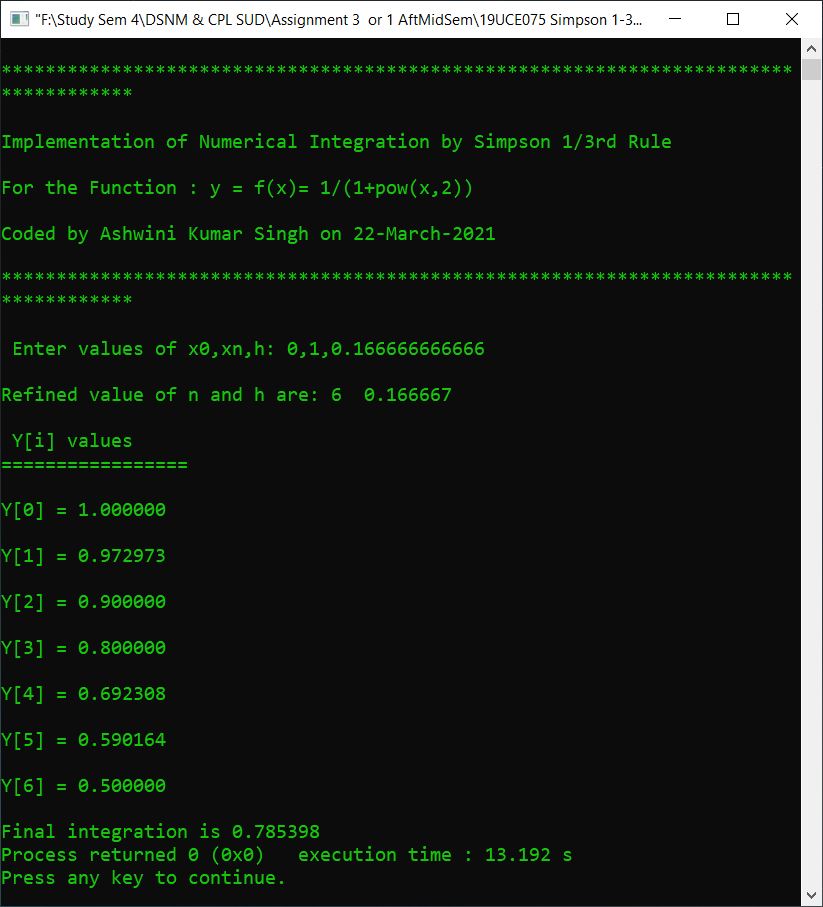 "F:\Study Sem 4\DSNM & CPL SUD\Assignment 3  or 1 AftMidSem\19UCE075 Simpson 1-3...
************************************************************************
************
Implementation of Numerical Integration by Simpson 1/3rd Rule
For the Function : y = f(x)= 1/(1+pow(x,2))
Coded by Ashwini Kumar Singh on 22-March-2021
************************************************************************
************
Enter values of x0,xn,h: 0,1,0.166666666666
Refined value of n and h are: 6  0.166667
Y[i] values
=================
Y[0] = 1.000000
Y[1] = 0.972973
Y[2] = 0.900000
Y[3] = 0.800000
Y[4] = 0.692308
Y[5] = 0.590164
Y[6] = 0.500000
Final integration is 0.785398
Process returned 0 (0x0)   execution time : 13.192 s
Press any key to continue.